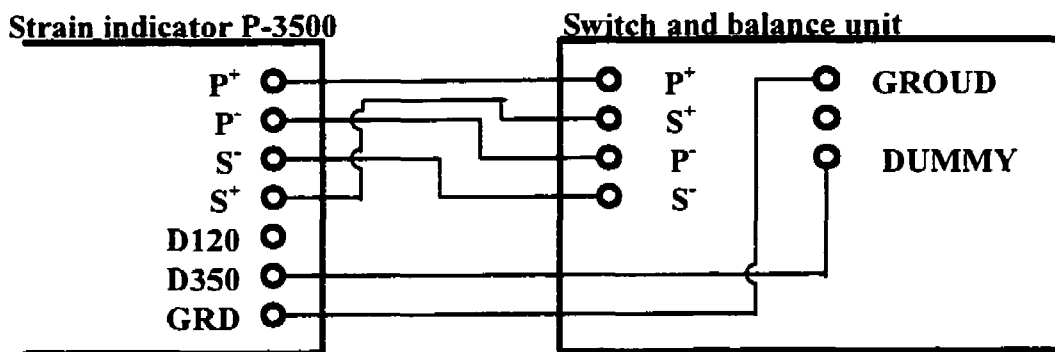 Strain indicator P-3500
P⁺
P⁻
S⁻
S⁺
D120
D350
GRD
Switch and balance unit
P⁺
S⁺
P⁻
S⁻
GROUD
DUMMY